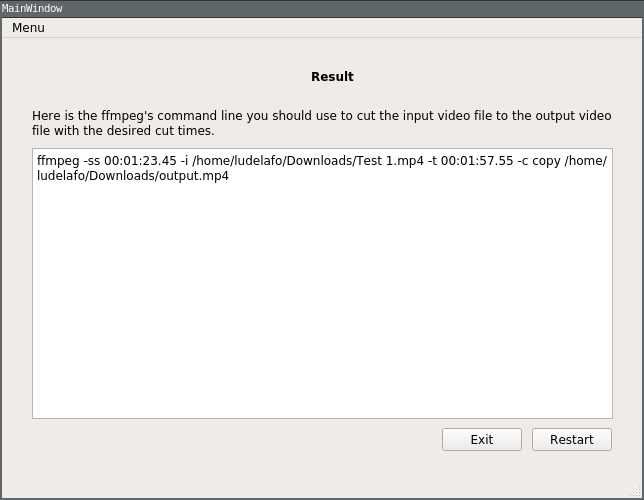 MainWindow
Menu
Result
Here is the ffmpeg's command line you should use to cut the input video file to the output video
file with the desired cut times.
ffmpeg -ss 00:01:23.45 -i /home/ludelafo/Downloads/Test 1.mp4 -t 00:01:57.55 -c copy /home/
ludelafo/Downloads/output.mp4
Exit
Restart